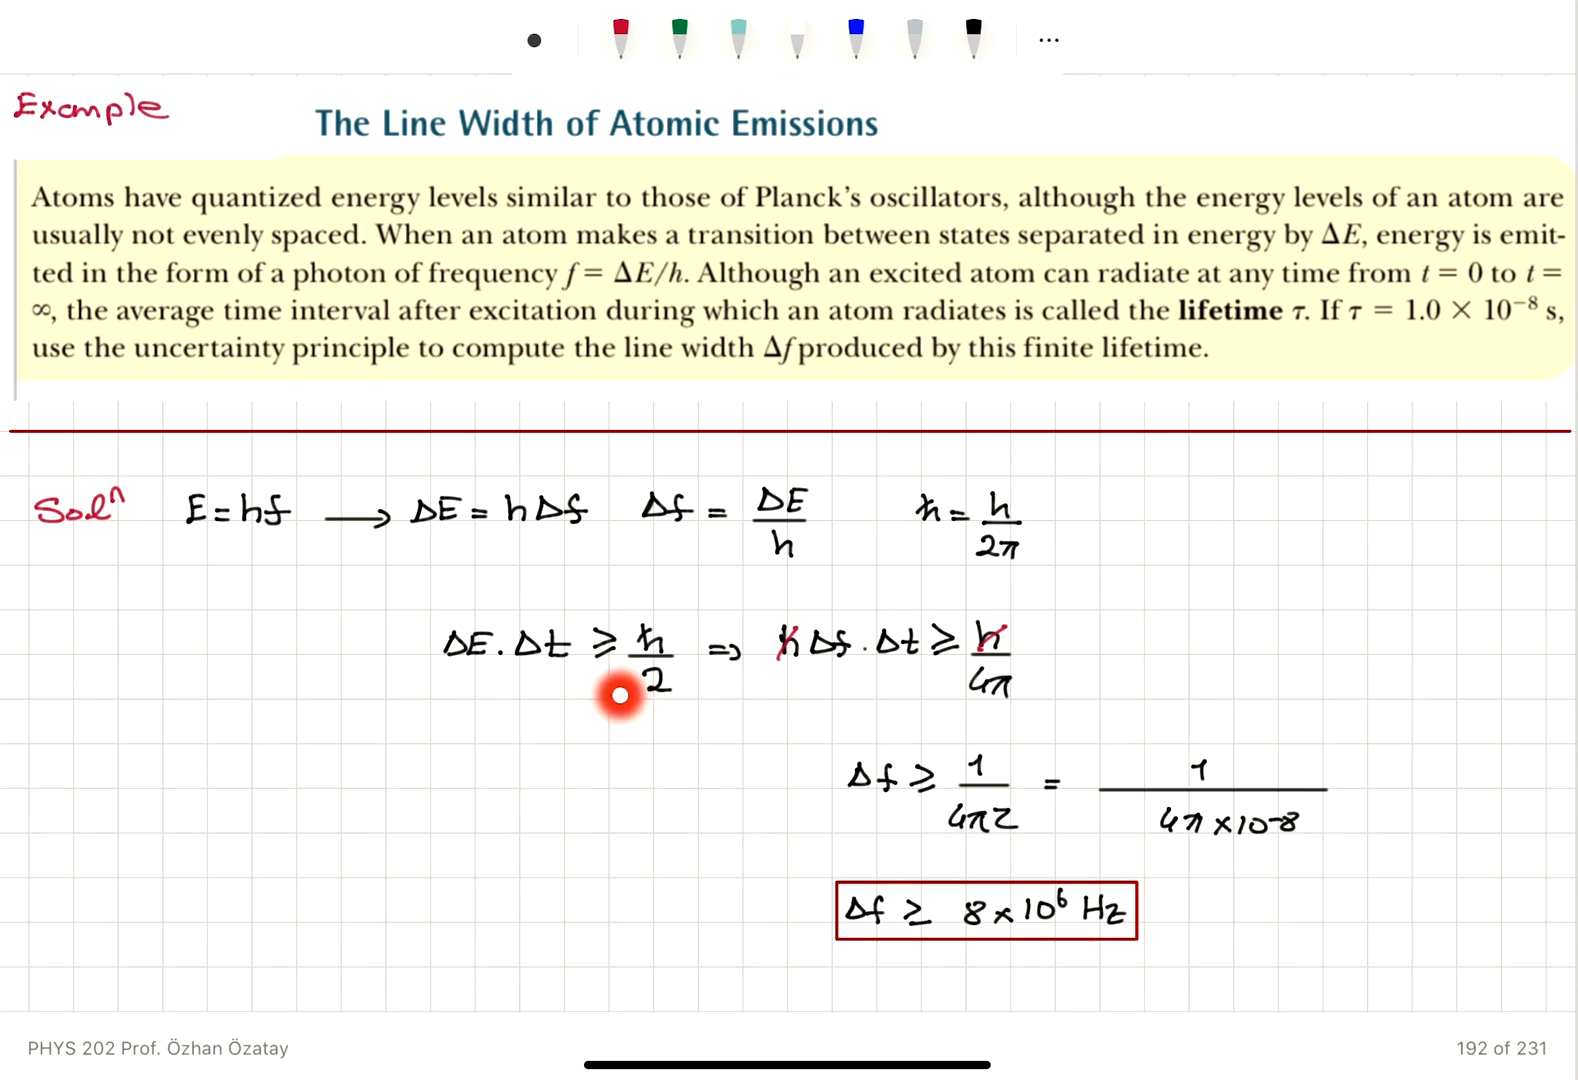 Example
The Line Width of Atomic Emissions
Atoms have quantized energy levels similar to those of Planck's oscillators, although the energy levels of an atom are
usually not evenly spaced. When an atom makes a transition between states separated in energy by ΔE, energy is emit-
ted in the form of a photon of frequency f = ΔE/h. Although an excited atom can radiate at any time from t = 0 to t =
∞, the average time interval after excitation during which an atom radiates is called the lifetime τ. If τ = 1.0 × 10⁻⁸ s,
use the uncertainty principle to compute the line width Δf produced by this finite lifetime.
Solⁿ E = hf → ΔE = hΔf Δf = ΔE/h ħ = h/2π
ΔE . Δt ≥ ħ/2 ⇒ hΔf . Δt ≥ h/4π
Δf ≥ 1/4πτ = 1/4π×10⁻⁸
Δf ≥ 8×10⁶ Hz
PHYS 202 Prof. Özhan Özatay
192 of 231